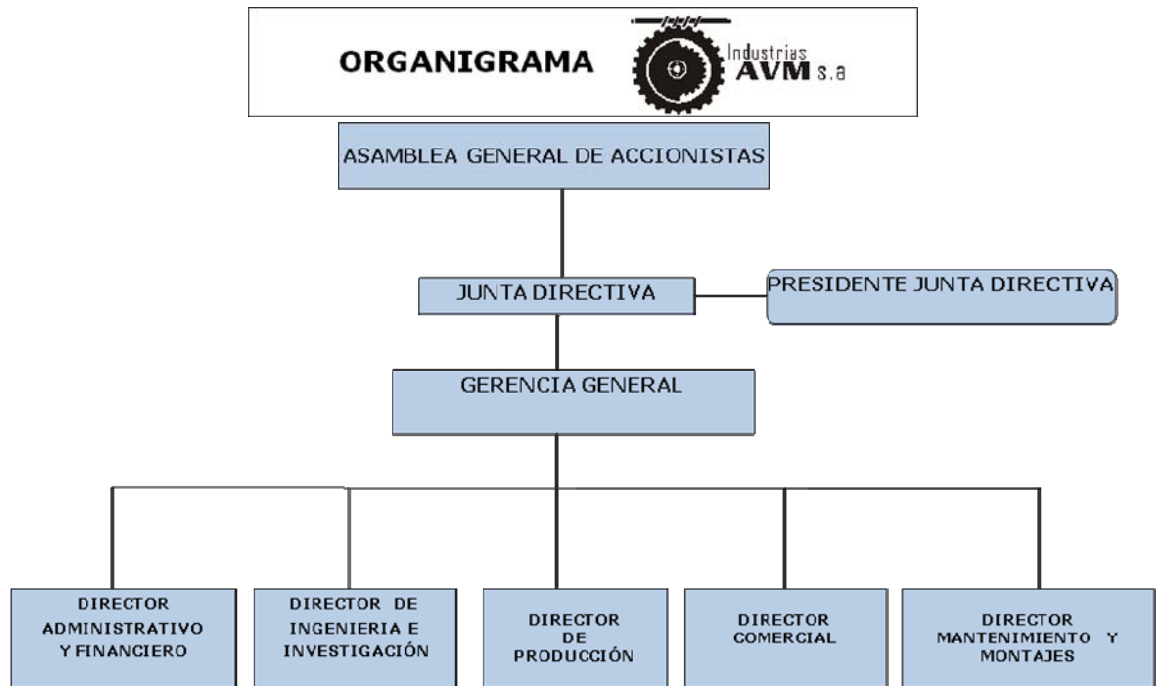 ORGANIGRAMA
Industrias
AVM s.a
ASAMBLEA GENERAL DE ACCIONISTAS
JUNTA DIRECTIVA
PRESIDENTE JUNTA DIRECTIVA
GERENCIA GENERAL
DIRECTOR
ADMINISTRATIVO
Y FINANCIERO
DIRECTOR DE
INGENIERIA E
INVESTIGACIÓN
DIRECTOR
DE
PRODUCCIÓN
DIRECTOR
COMERCIAL
DIRECTOR
MANTENIMIENTO Y
MONTAJES